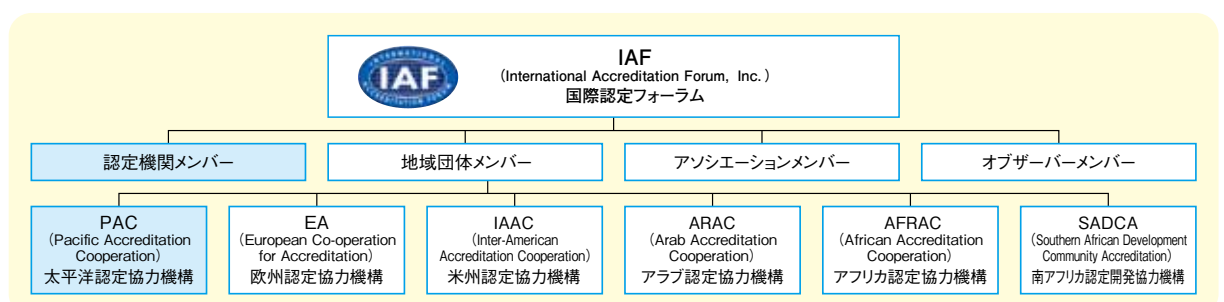 INTERNATIONAL
IAF
ACCREDITATION FORUM
IAF
(International Accreditation Forum, Inc.)
国際認定フォーラム
認定機関メンバー
地域団体メンバー
アソシエーションメンバー
オブザーバーメンバー
PAC
(Pacific Accreditation
Cooperation)
太平洋認定協力機構
EA
(European Co-operation
for Accreditation)
欧州認定協力機構
IAAC
(Inter-American
Accreditation Cooperation)
米州認定協力機構
ARAC
(Arab Accreditation
Cooperation)
アラブ認定協力機構
AFRAC
(African Accreditation
Cooperation)
アフリカ認定協力機構
SADCA
(Southern African Development
Community Accreditation)
南アフリカ認定開発協力機構